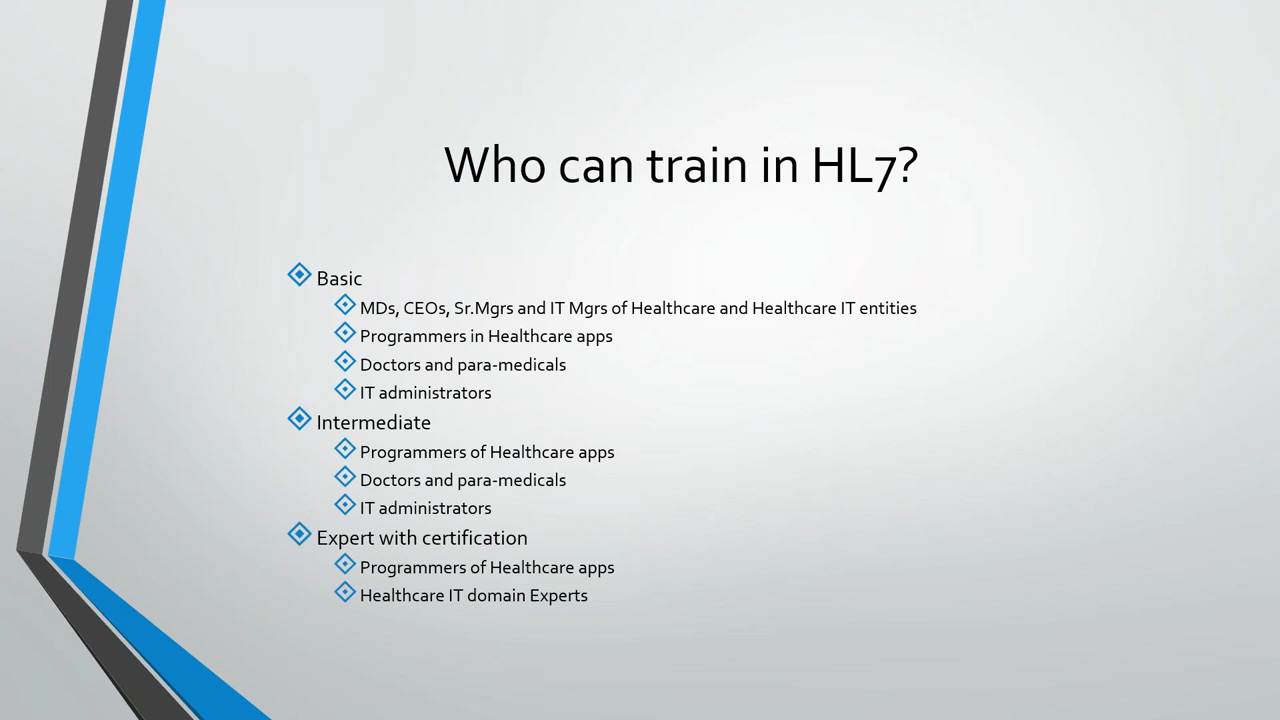 Who can train in HL7?
Basic
MDs, CEOs, Sr.Mgrs and IT Mgrs of Healthcare and Healthcare IT entities
Programmers in Healthcare apps
Doctors and para-medicals
IT administrators
Intermediate
Programmers of Healthcare apps
Doctors and para-medicals
IT administrators
Expert with certification
Programmers of Healthcare apps
Healthcare IT domain Experts